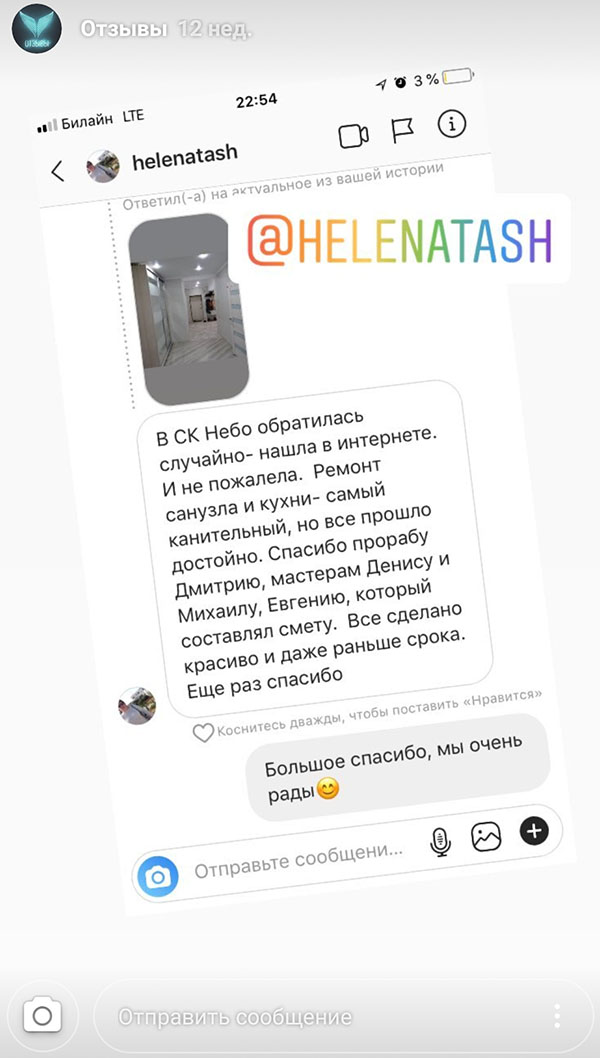 Отзывы 12 нед.
Билайн LTE 22:54 3 %
helenatash
Ответил(-а) на актуальное из вашей истории
@HELENATASH
В СК Небо обратилась
случайно- нашла в интернете.
И не пожалела. Ремонт
санузла и кухни- самый
канительный, но все прошло
достойно. Спасибо прорабу
Дмитрию, мастерам Денису и
Михаилу, Евгению, который
составлял смету. Все сделано
красиво и даже раньше срока.
Еще раз спасибо
Коснитесь дважды, чтобы поставить «Нравится»
Большое спасибо, мы очень
рады😊
Отправьте сообщени...
Отправить сообщение